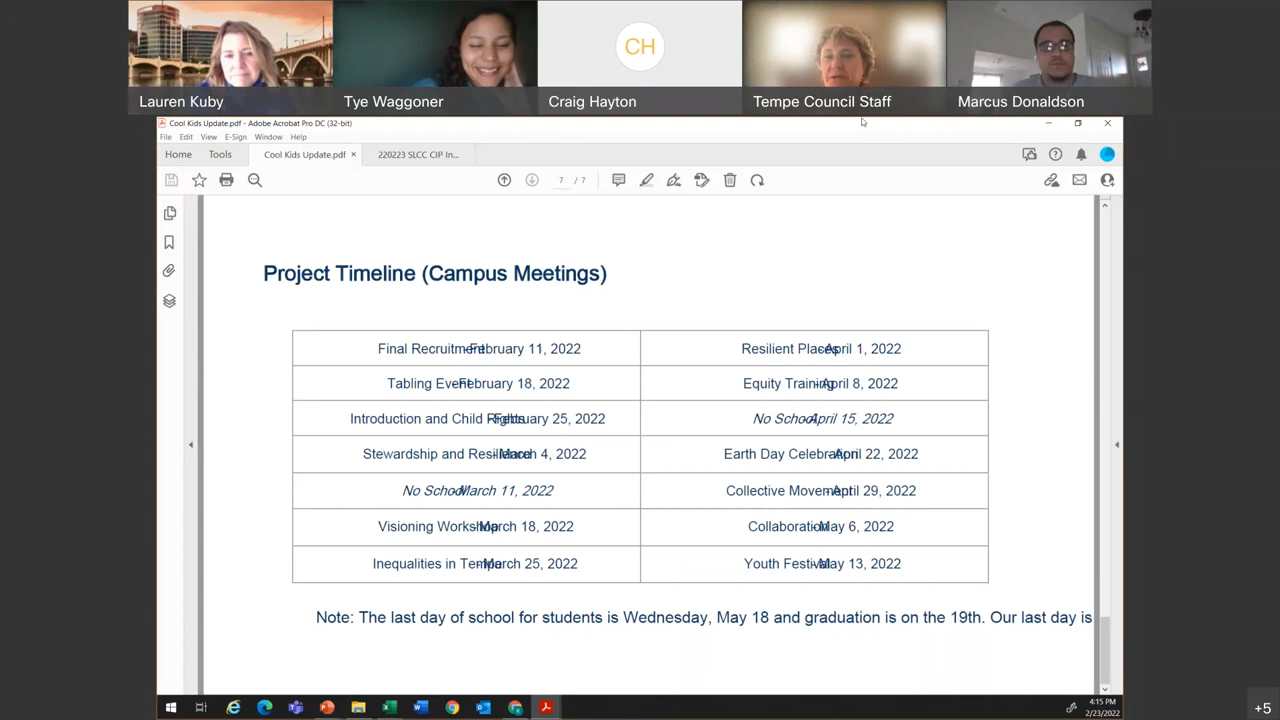 CH
Lauren Kuby
Tye Waggoner
Craig Hayton
Tempe Council Staff
Marcus Donaldson
Cool Kids Update.pdf - Adobe Acrobat Pro DC (32-bit)
File Edit View E-Sign Window Help
Home Tools Cool Kids Update.pdf × 220223 SLCC CIP In...
7 / 7
Project Timeline (Campus Meetings)
Final Recruitment - February 11, 2022
Resilient Places - April 1, 2022
Tabling Event - February 18, 2022
Equity Training - April 8, 2022
Introduction and Child Rights - February 25, 2022
No School - April 15, 2022
Stewardship and Resilience - March 4, 2022
Earth Day Celebration - April 22, 2022
No School - March 11, 2022
Collective Movement - April 29, 2022
Visioning Workshop - March 18, 2022
Collaboration - May 6, 2022
Inequalities in Tempe - March 25, 2022
Youth Festival - May 13, 2022
Note: The last day of school for students is Wednesday, May 18 and graduation is on the 19th. Our last day is
4:15 PM
2/23/2022
+5